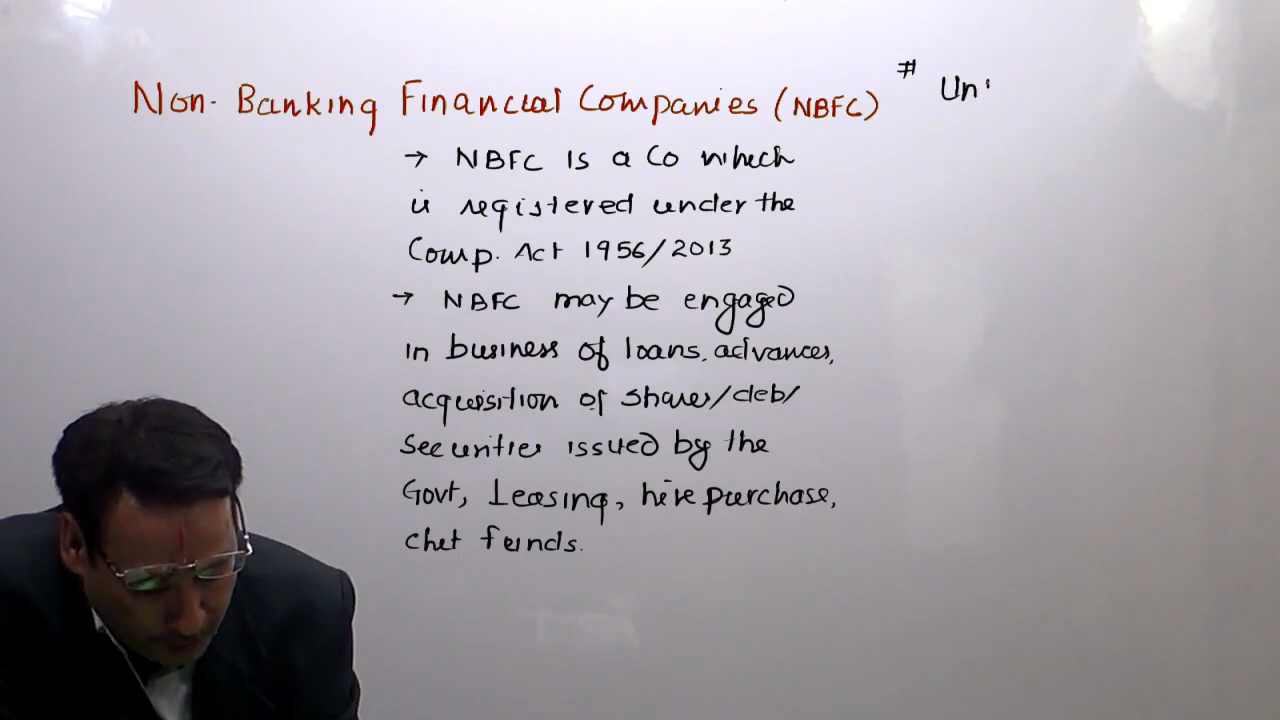 Non-Banking Financial Companies (NBFC)
# Un
→ NBFC is a Co which
is registered under the
Comp. Act 1956/2013
→ NBFC may be engaged
in business of loans, advances,
acquisition of shares/deb/
securities issued by the
Govt, Leasing, hire purchase,
chit funds.